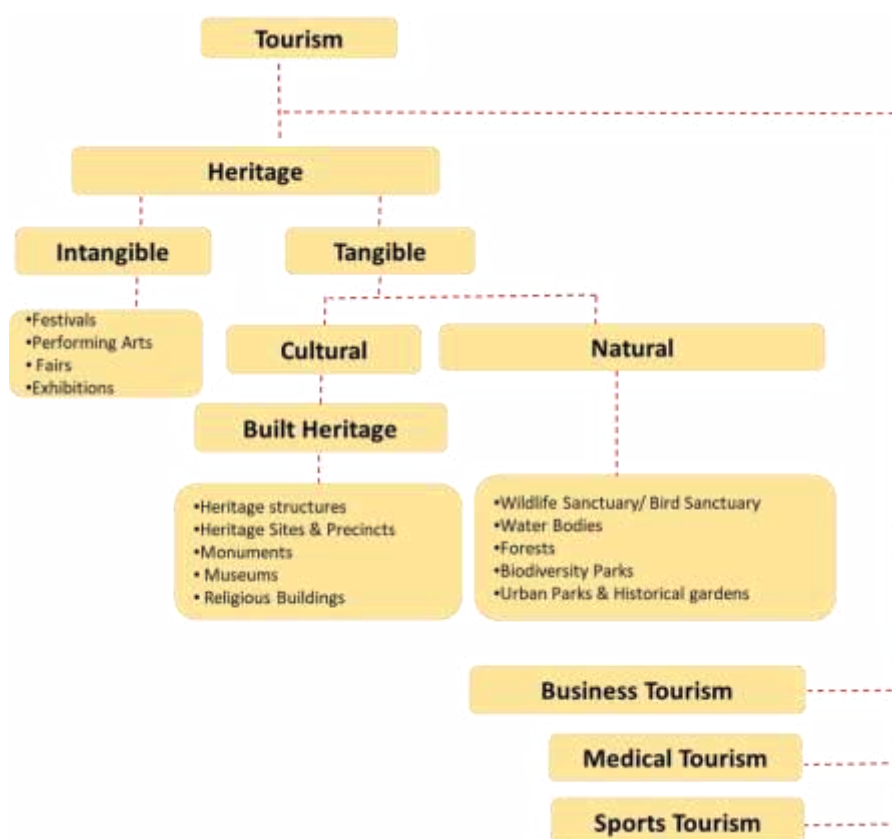 Tourism
Heritage
Intangible
Tangible
•Festivals
•Performing Arts
• Fairs
•Exhibitions
Cultural
Natural
Built Heritage
•Heritage structures
•Heritage Sites & Precincts
•Monuments
• Museums
• Religious Buildings
•Wildlife Sanctuary/ Bird Sanctuary
•Water Bodies
•Forests
•Biodiversity Parks
•Urban Parks & Historical gardens
Business Tourism
Medical Tourism
Sports Tourism